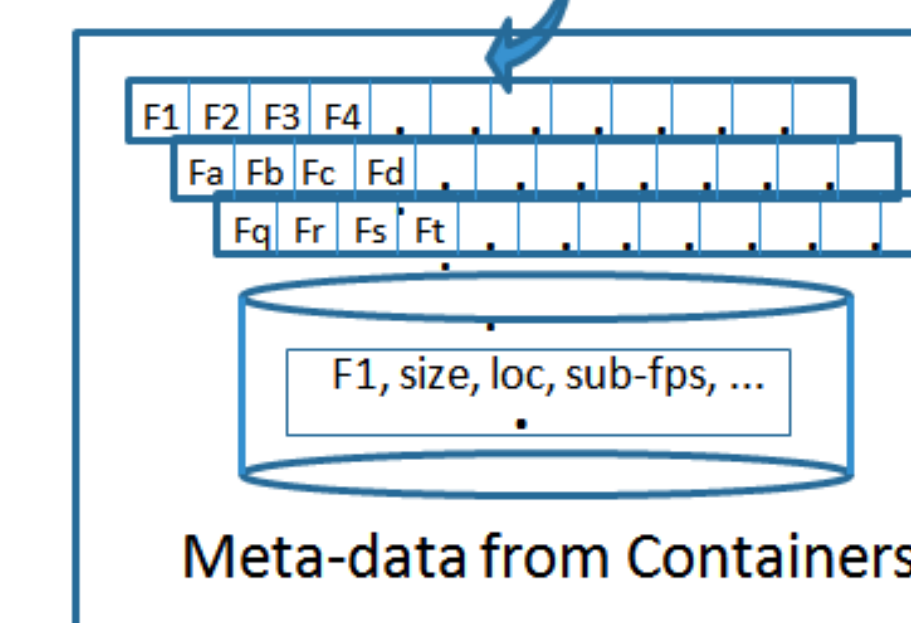 F1 F2 F3 F4 . . . . . . .
Fa Fb Fc Fd . . . . . . .
Fq Fr Fs Ft . . . . . . .
F1, size, loc, sub-fps, ...
Meta-data from Containers